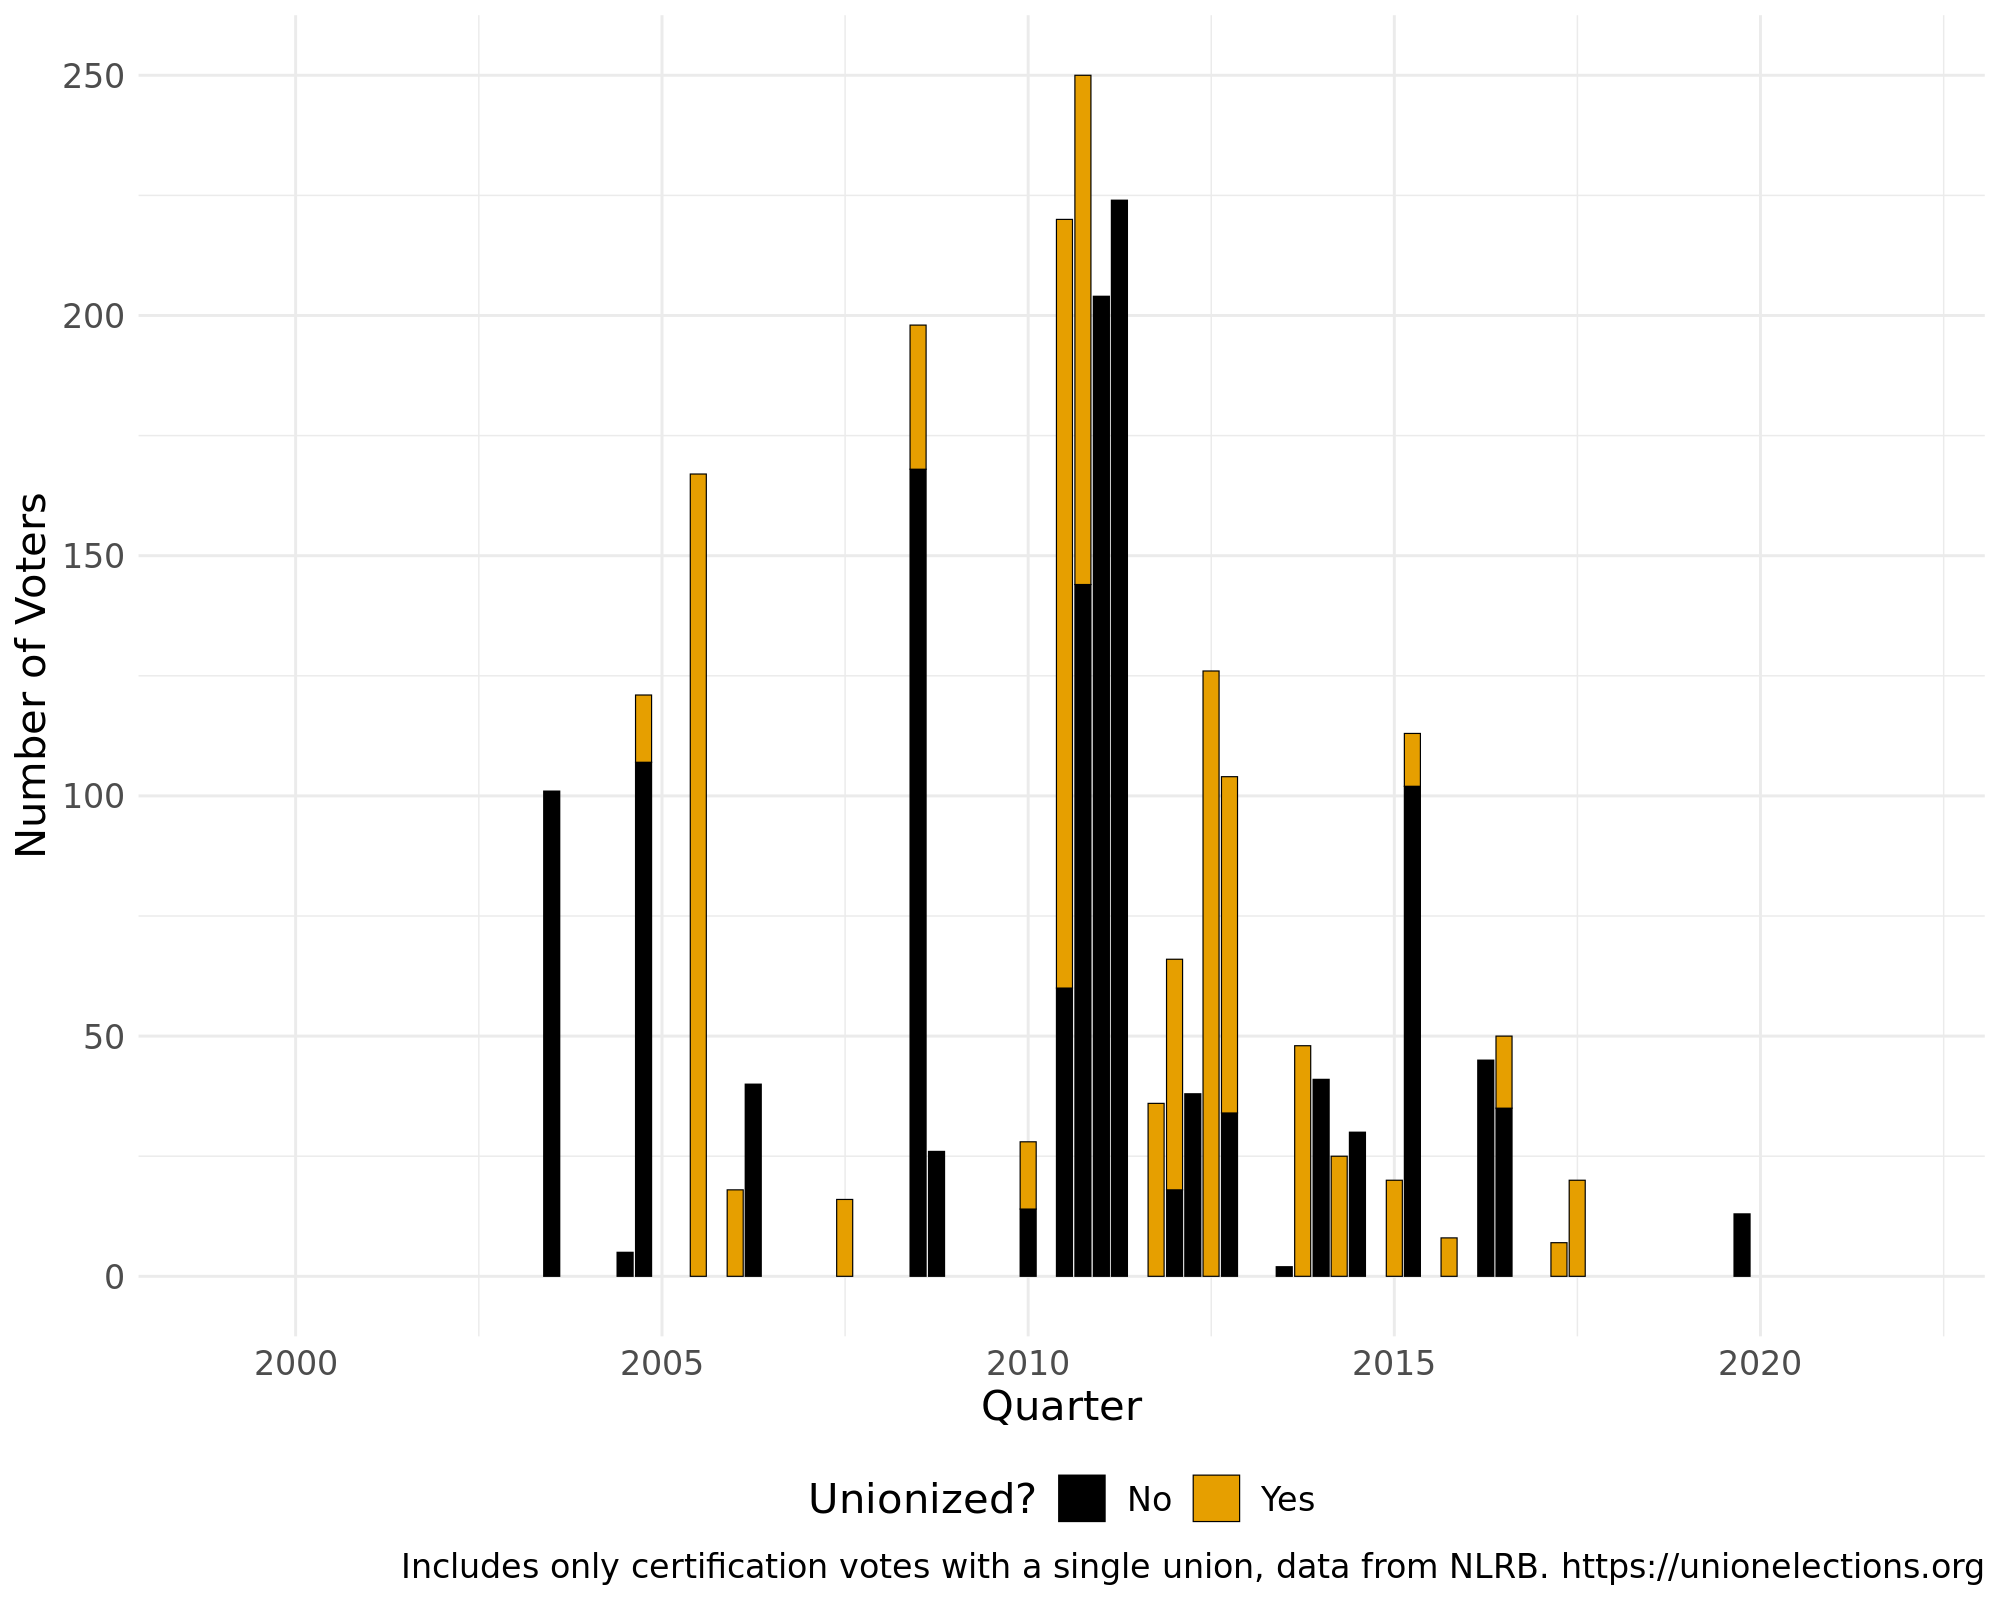 250
200
150
100
50
0
Number of Voters
2000 2005 2010 2015 2020
Quarter
Unionized? No Yes
Includes only certification votes with a single union, data from NLRB. https://unionelections.org